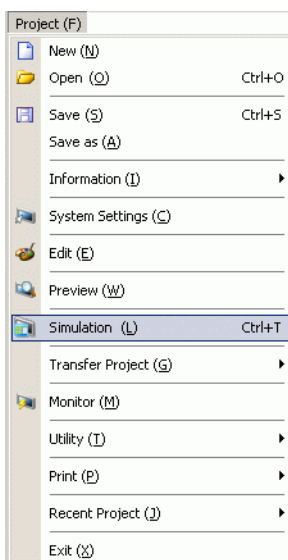 Project (F)
New (N)
Open (O) Ctrl+O
Save (S) Ctrl+S
Save as (A)
Information (I)
System Settings (C)
Edit (E)
Preview (W)
Simulation (L) Ctrl+T
Transfer Project (G)
Monitor (M)
Utility (T)
Print (P)
Recent Project (J)
Exit (X)